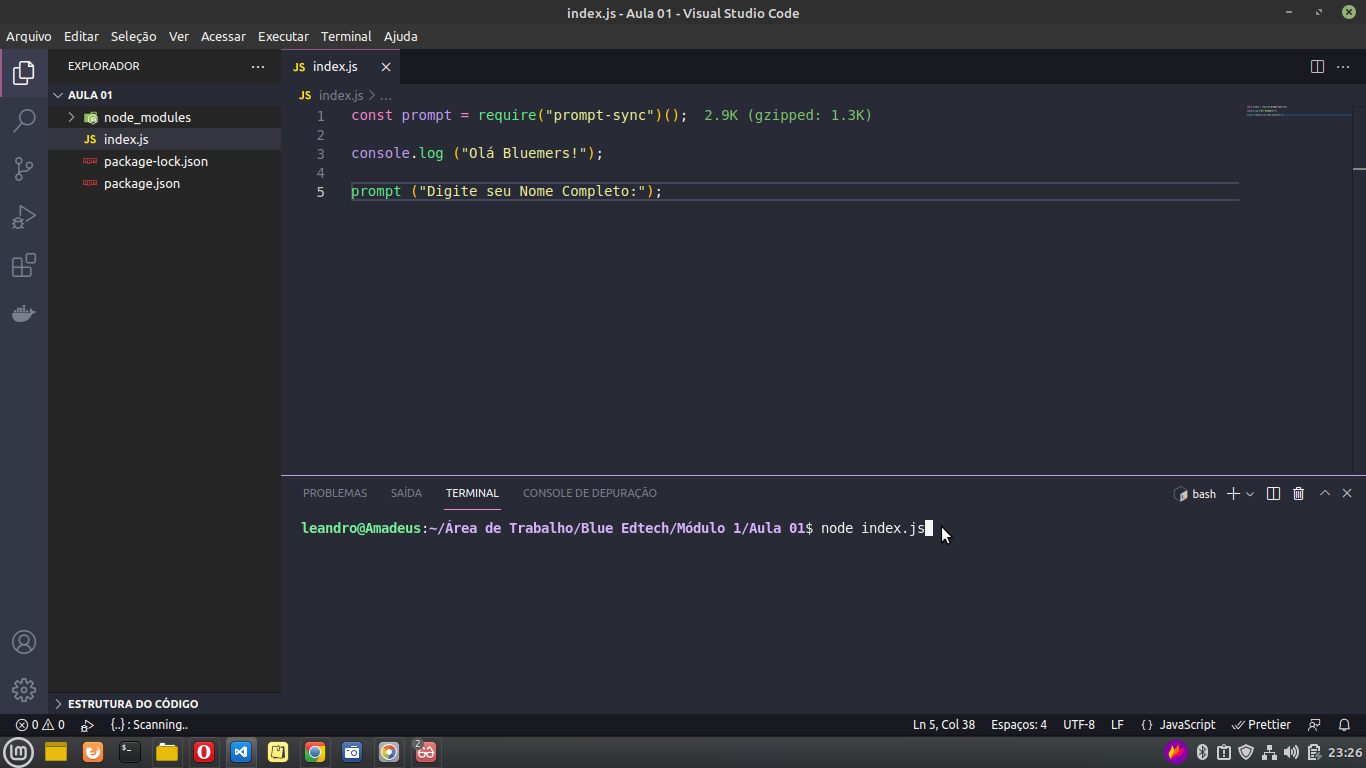 index.js - Aula 01 - Visual Studio Code
Arquivo Editar Seleção Ver Acessar Executar Terminal Ajuda
EXPLORADOR
AULA 01
node_modules
JS index.js
package-lock.json
package.json
ESTRUTURA DO CÓDIGO
JS index.js
JS index.js > ...
1 const prompt = require("prompt-sync")(); 2.9K (gzipped: 1.3K)
2
3 console.log ("Olá Bluemers!");
4
5 prompt ("Digite seu Nome Completo:");
PROBLEMAS SAÍDA TERMINAL CONSOLE DE DEPURAÇÃO
bash
leandro@Amadeus:~/Área de Trabalho/Blue Edtech/Módulo 1/Aula 01$ node index.js
0 0 {..} : Scanning.. Ln 5, Col 38 Espaços: 4 UTF-8 LF {} JavaScript Prettier
2
23:26